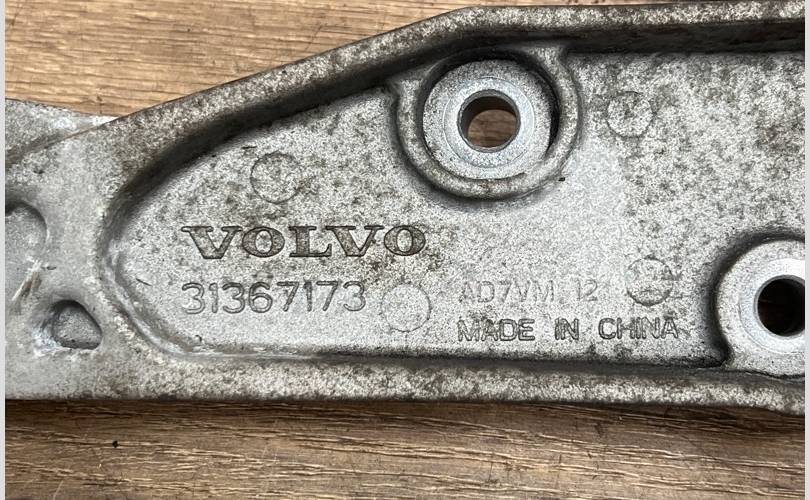 VOLVO
31367173
AD7VM 12
MADE IN CHINA